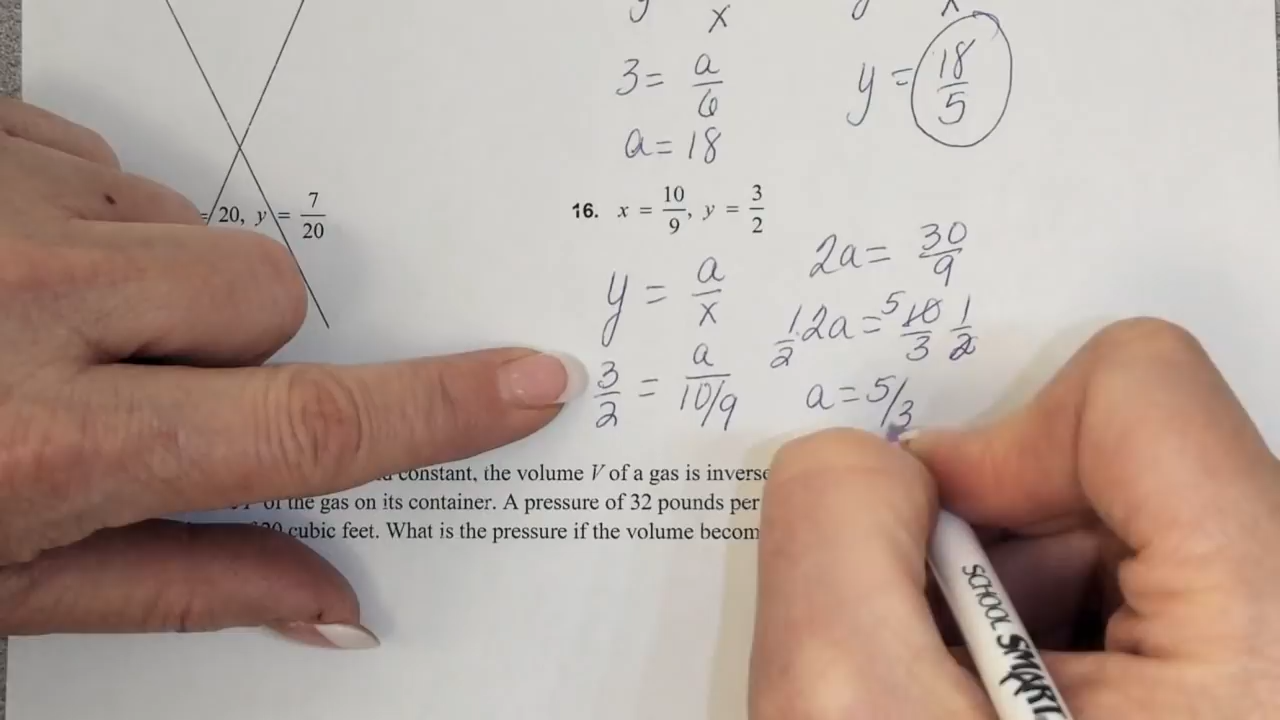 x
3 = a/6
y = 18/5
a = 18
= 20, y = 7/20
16. x = 10/9, y = 3/2
y = a/x
3/2 = a/10/9
2a = 30/9
1/2 2a = 5 10/3 1/2
a = 5/3
constant, the volume V of a gas is
of the gas on its container. A pressure of 32 pounds per
cubic feet. What is the pressure if the volume
SCHOOL SMART